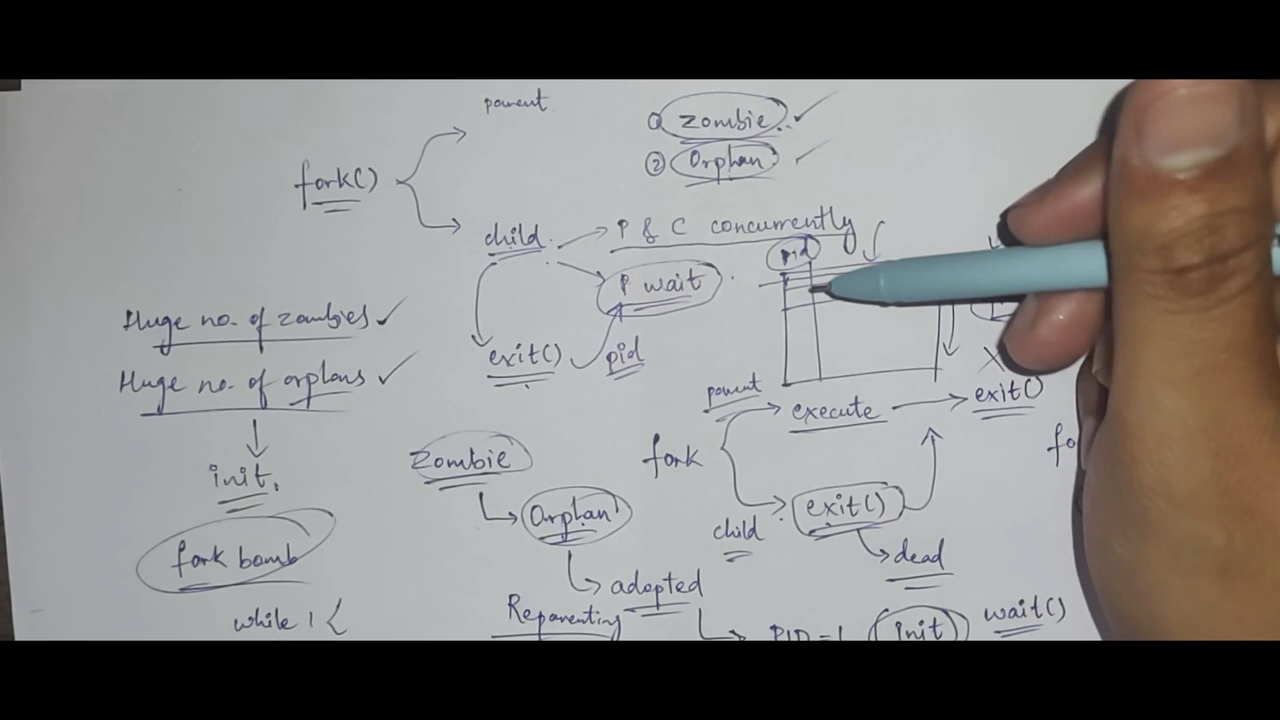 parent
① Zombie
② Orphan
fork()
child
P & C concurrently
pid
P wait
Huge no. of zombies
exit() pid
Huge no. of orphans
parent
execute
exit()
fork
Zombie
init.
Orphan
exit()
child
dead
fork bomb
adopted
Reparenting
while 1 {
PID = 1 init wait()